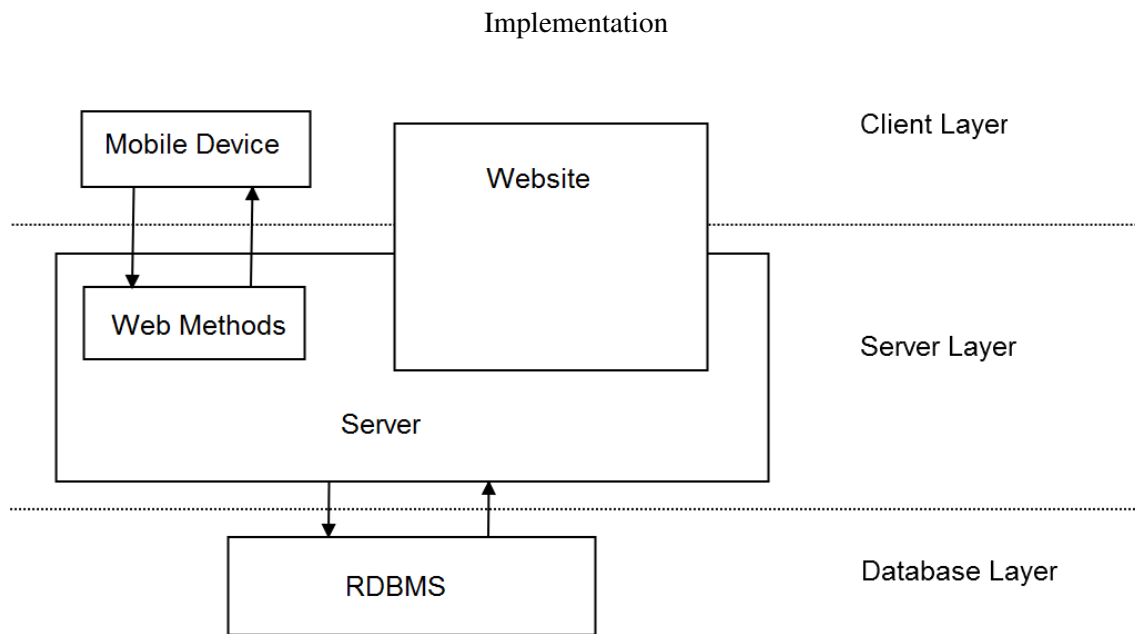 Implementation
Mobile Device
Website
Client Layer
Web Methods
Server
Server Layer
RDBMS
Database Layer